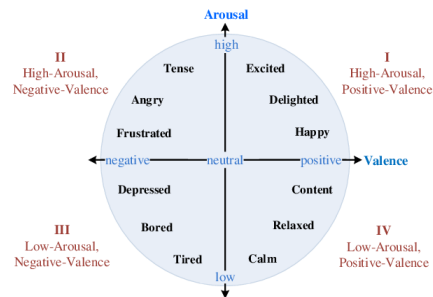 Arousal
high
II
High-Arousal,
Negative-Valence
I
High-Arousal,
Positive-Valence
Tense
Excited
Angry
Delighted
Frustrated
Happy
negative
neutral
positive
Valence
Depressed
Content
Bored
Relaxed
Tired
Calm
III
Low-Arousal,
Negative-Valence
IV
Low-Arousal,
Positive-Valence
low